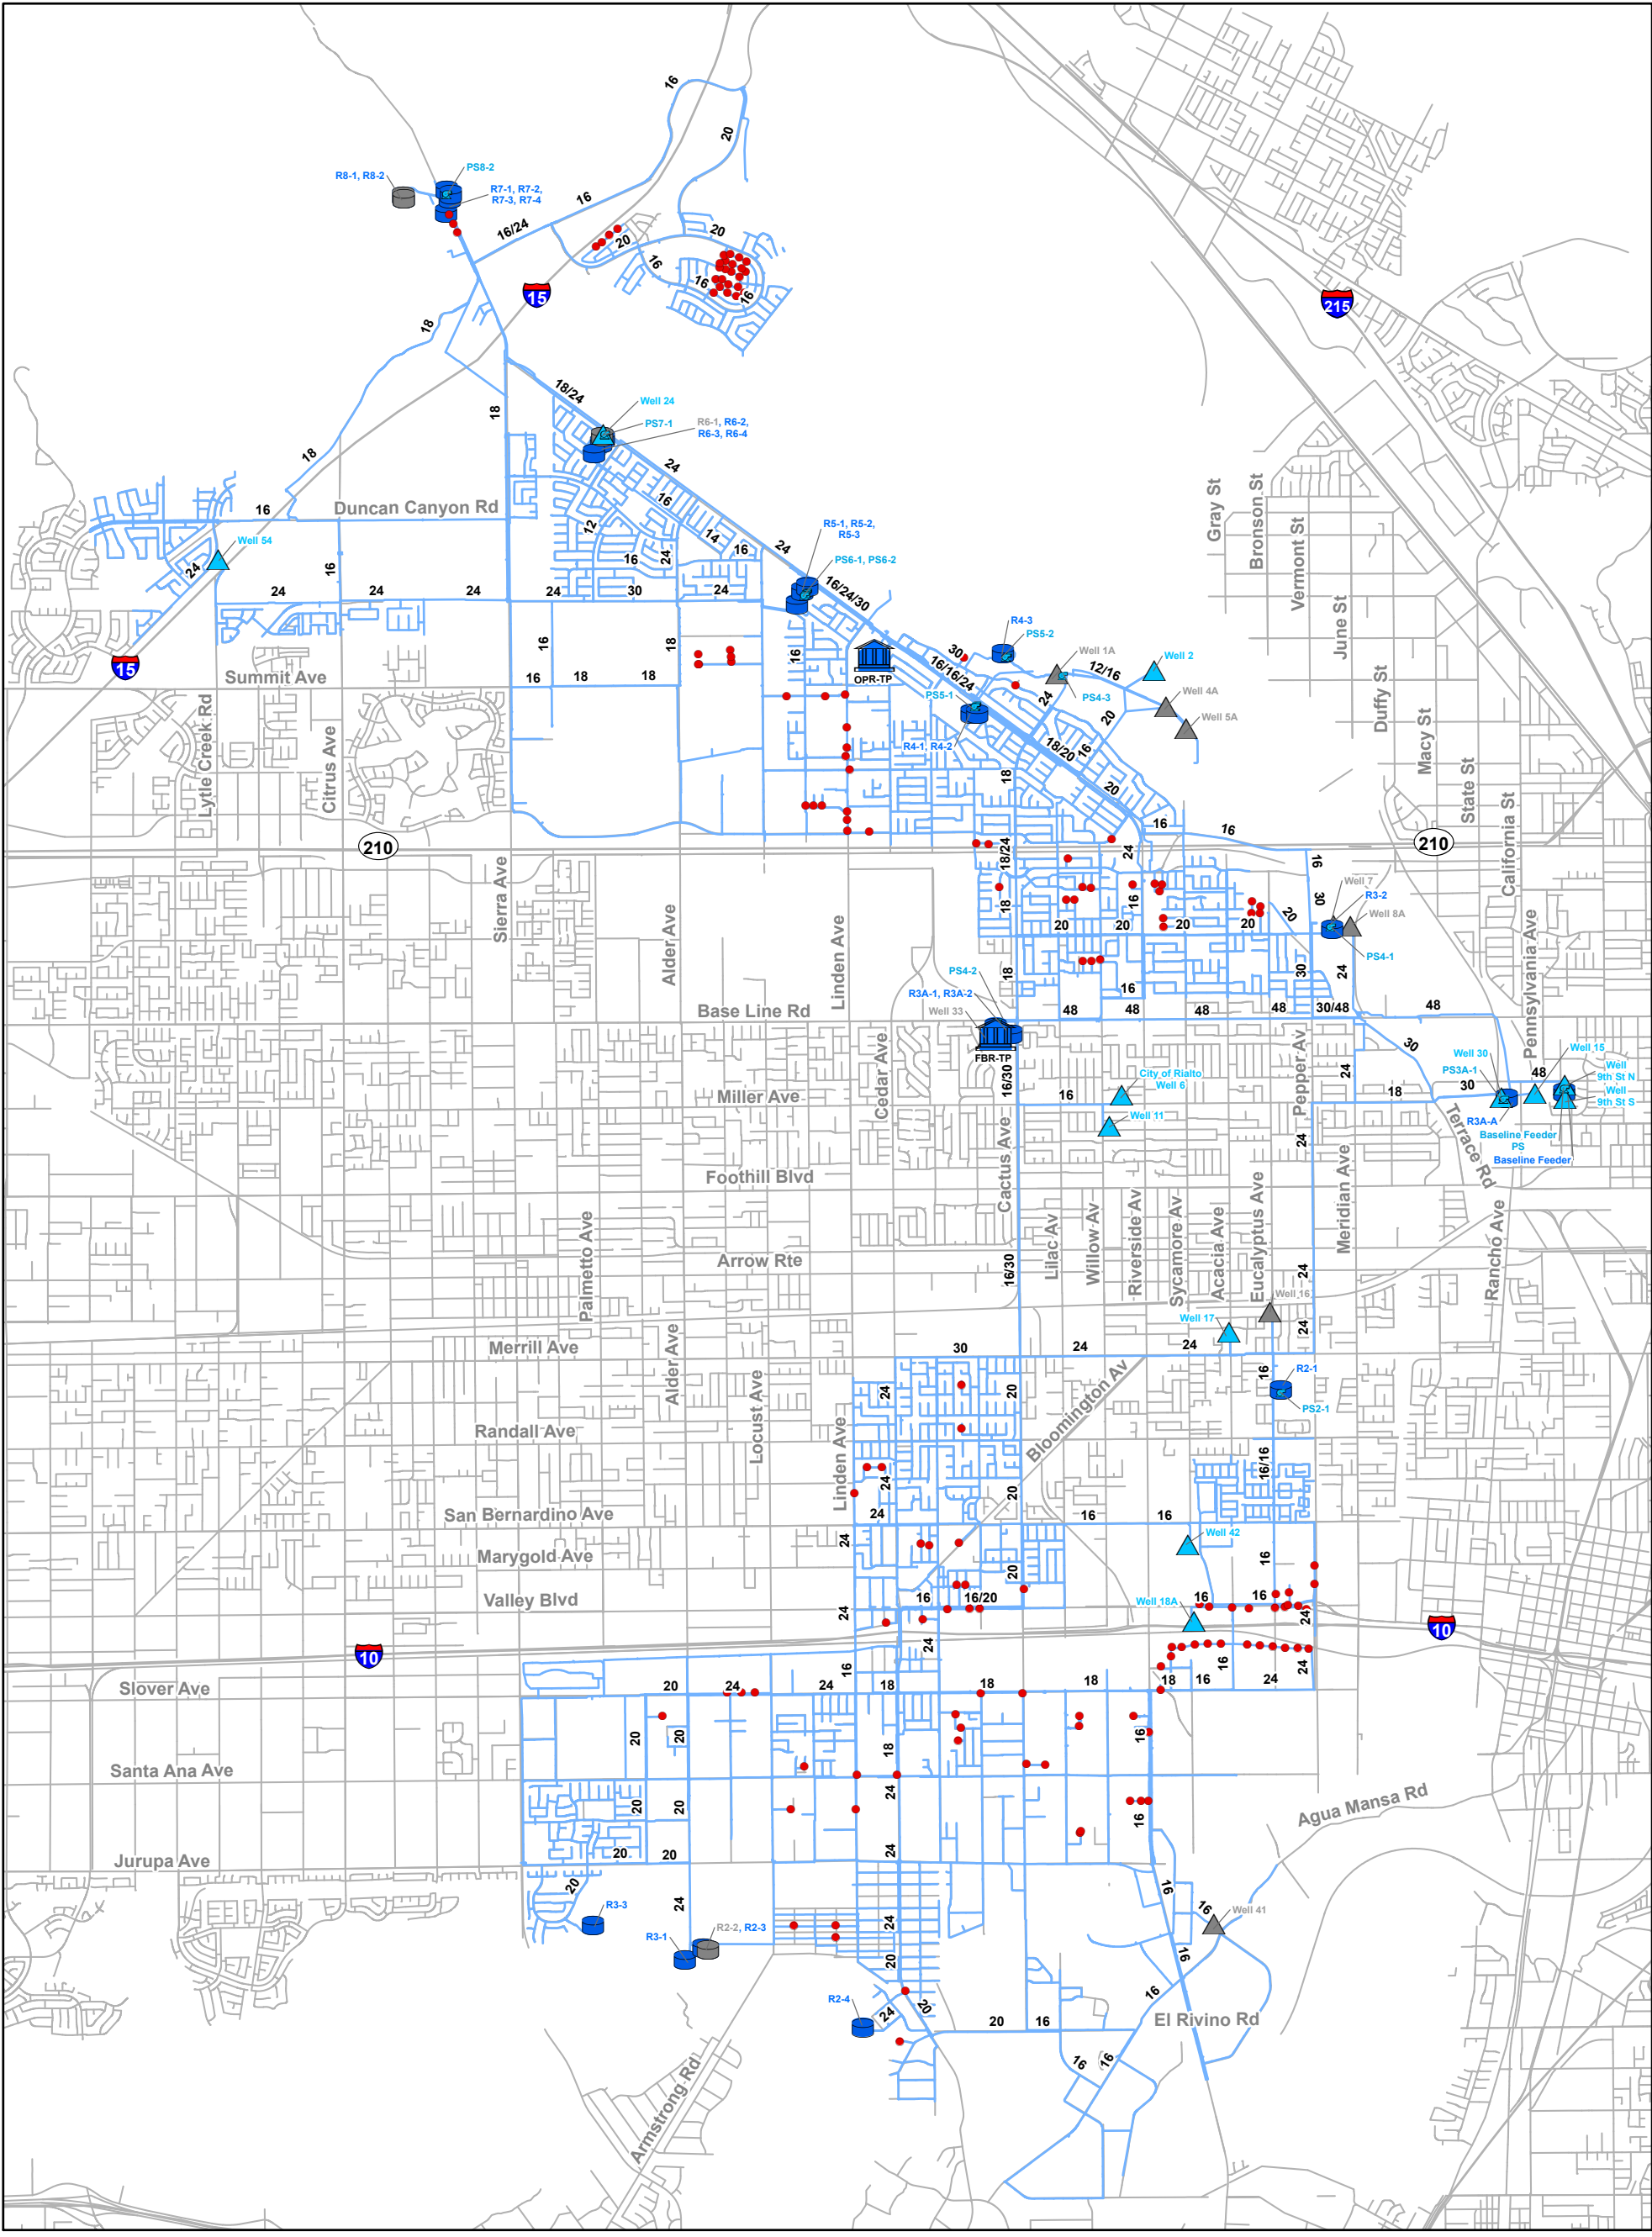 16
20
PS8-2
R8-1, R8-2
R7-1, R7-2,
R7-3, R7-4
16
16/24
20
20
16
16
16
15
215
18
18/24
18
Well 24
PS7-1
R6-1, R6-2,
R6-3, R6-4
18
24
16
Duncan Canyon Rd
16
12
14
16
24
R5-1, R5-2,
R5-3
PS6-1, PS6-2
Gray St
Bronson St
Vermont St
June St
Well 54
24
16
16
24
24
24
24
24
30
24
16/24/30
R4-3
PS5-2
30
16/16/24
OPR-TP
Well 1A
12/16
Well 2
PS4-3
Well 4A
Well 5A
PS5-1
R4-1, R4-2
24
20
16
18/20
20
15
16
18
16
Summit Ave
16
18
18
Lytle Creek Rd
Citrus Ave
Duffy St
Macy St
State St
California St
18
16
16
24
210
210
18/24
16
30
Well 7
R3-2
Well 8A
PS4-1
18
16
20
20
20
20
20
Sierra Ave
Alder Ave
Linden Ave
Pennsylvania Ave
18
PS4-2
R3A-1, R3A-2
Well 33
FBR-TP
16
30
24
Base Line Rd
48
48
48
48
30/48
48
30
Cedar Ave
16/30
City of Rialto
Well 6
Well 11
16
Miller Ave
Pepper Av
24
18
30
48
Well 30
PS3A-1
Well 15
Well
9th St N
Well
9th St S
R3A-A
Baseline Feeder
PS
Baseline Feeder
Terrace Rd
24
Foothill Blvd
Cactus Ave
Meridian Ave
Rancho Ave
Palmetto Ave
Arrow Rte
16/30
Lilac Av
Willow Av
Riverside Av
Sycamore Av
Acacia Ave
Eucalyptus Ave
24
Well 16
Well 17
24
Merrill Ave
30
24
24
16
R2-1
PS2-1
Alder Ave
Locust Ave
Linden Ave
24
20
Bloomington Av
Randall Ave
24
20
16/16
San Bernardino Ave
24
16
16
Well 42
Marygold Ave
24
20
16
Valley Blvd
24
16
16/20
Well 18A
16
16
24
10
10
24
16
16
24
Slover Ave
20
24
24
18
18
18
18
16
24
20
20
18
16
Santa Ana Ave
20
20
24
16
Agua Mansa Rd
Jurupa Ave
20
20
24
20
24
R3-3
R3-1
R2-2, R2-3
24
20
16
16
Well 41
16
R2-4
24
20
20
16
16
El Rivino Rd
16
16
Armstrong Rd